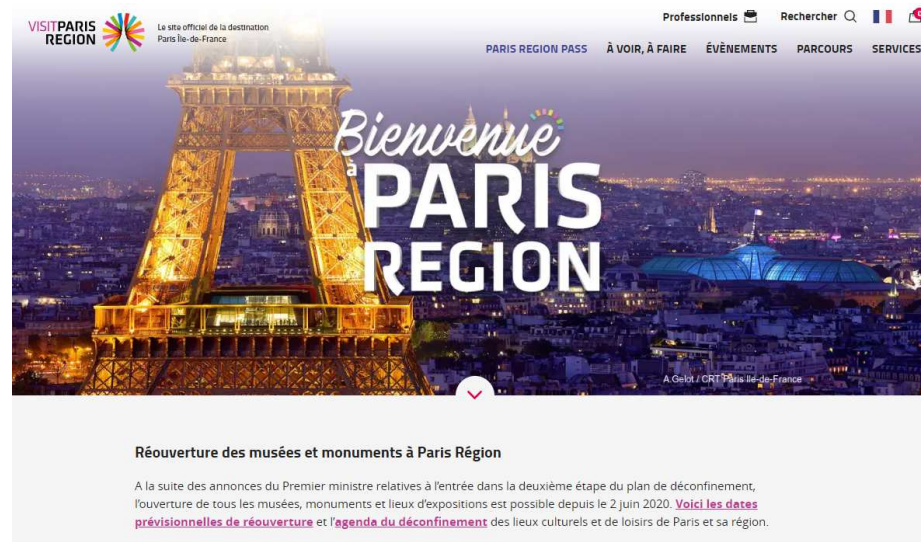 Professionnels
Rechercher
VISITPARIS
REGION
Le site officiel de la destination
Paris Île-de-France
PARIS REGION PASS
À VOIR, À FAIRE
ÉVÈNEMENTS
PARCOURS
SERVICES
Bienvenue
à
PARIS
REGION
A.Gelot / CRT Paris Ile-de-France
Réouverture des musées et monuments à Paris Région
A la suite des annonces du Premier ministre relatives à l'entrée dans la deuxième étape du plan de déconfinement,
l'ouverture de tous les musées, monuments et lieux d'expositions est possible depuis le 2 juin 2020. Voici les dates
prévisionnelles de réouverture et l'agenda du déconfinement des lieux culturels et de loisirs de Paris et sa région.